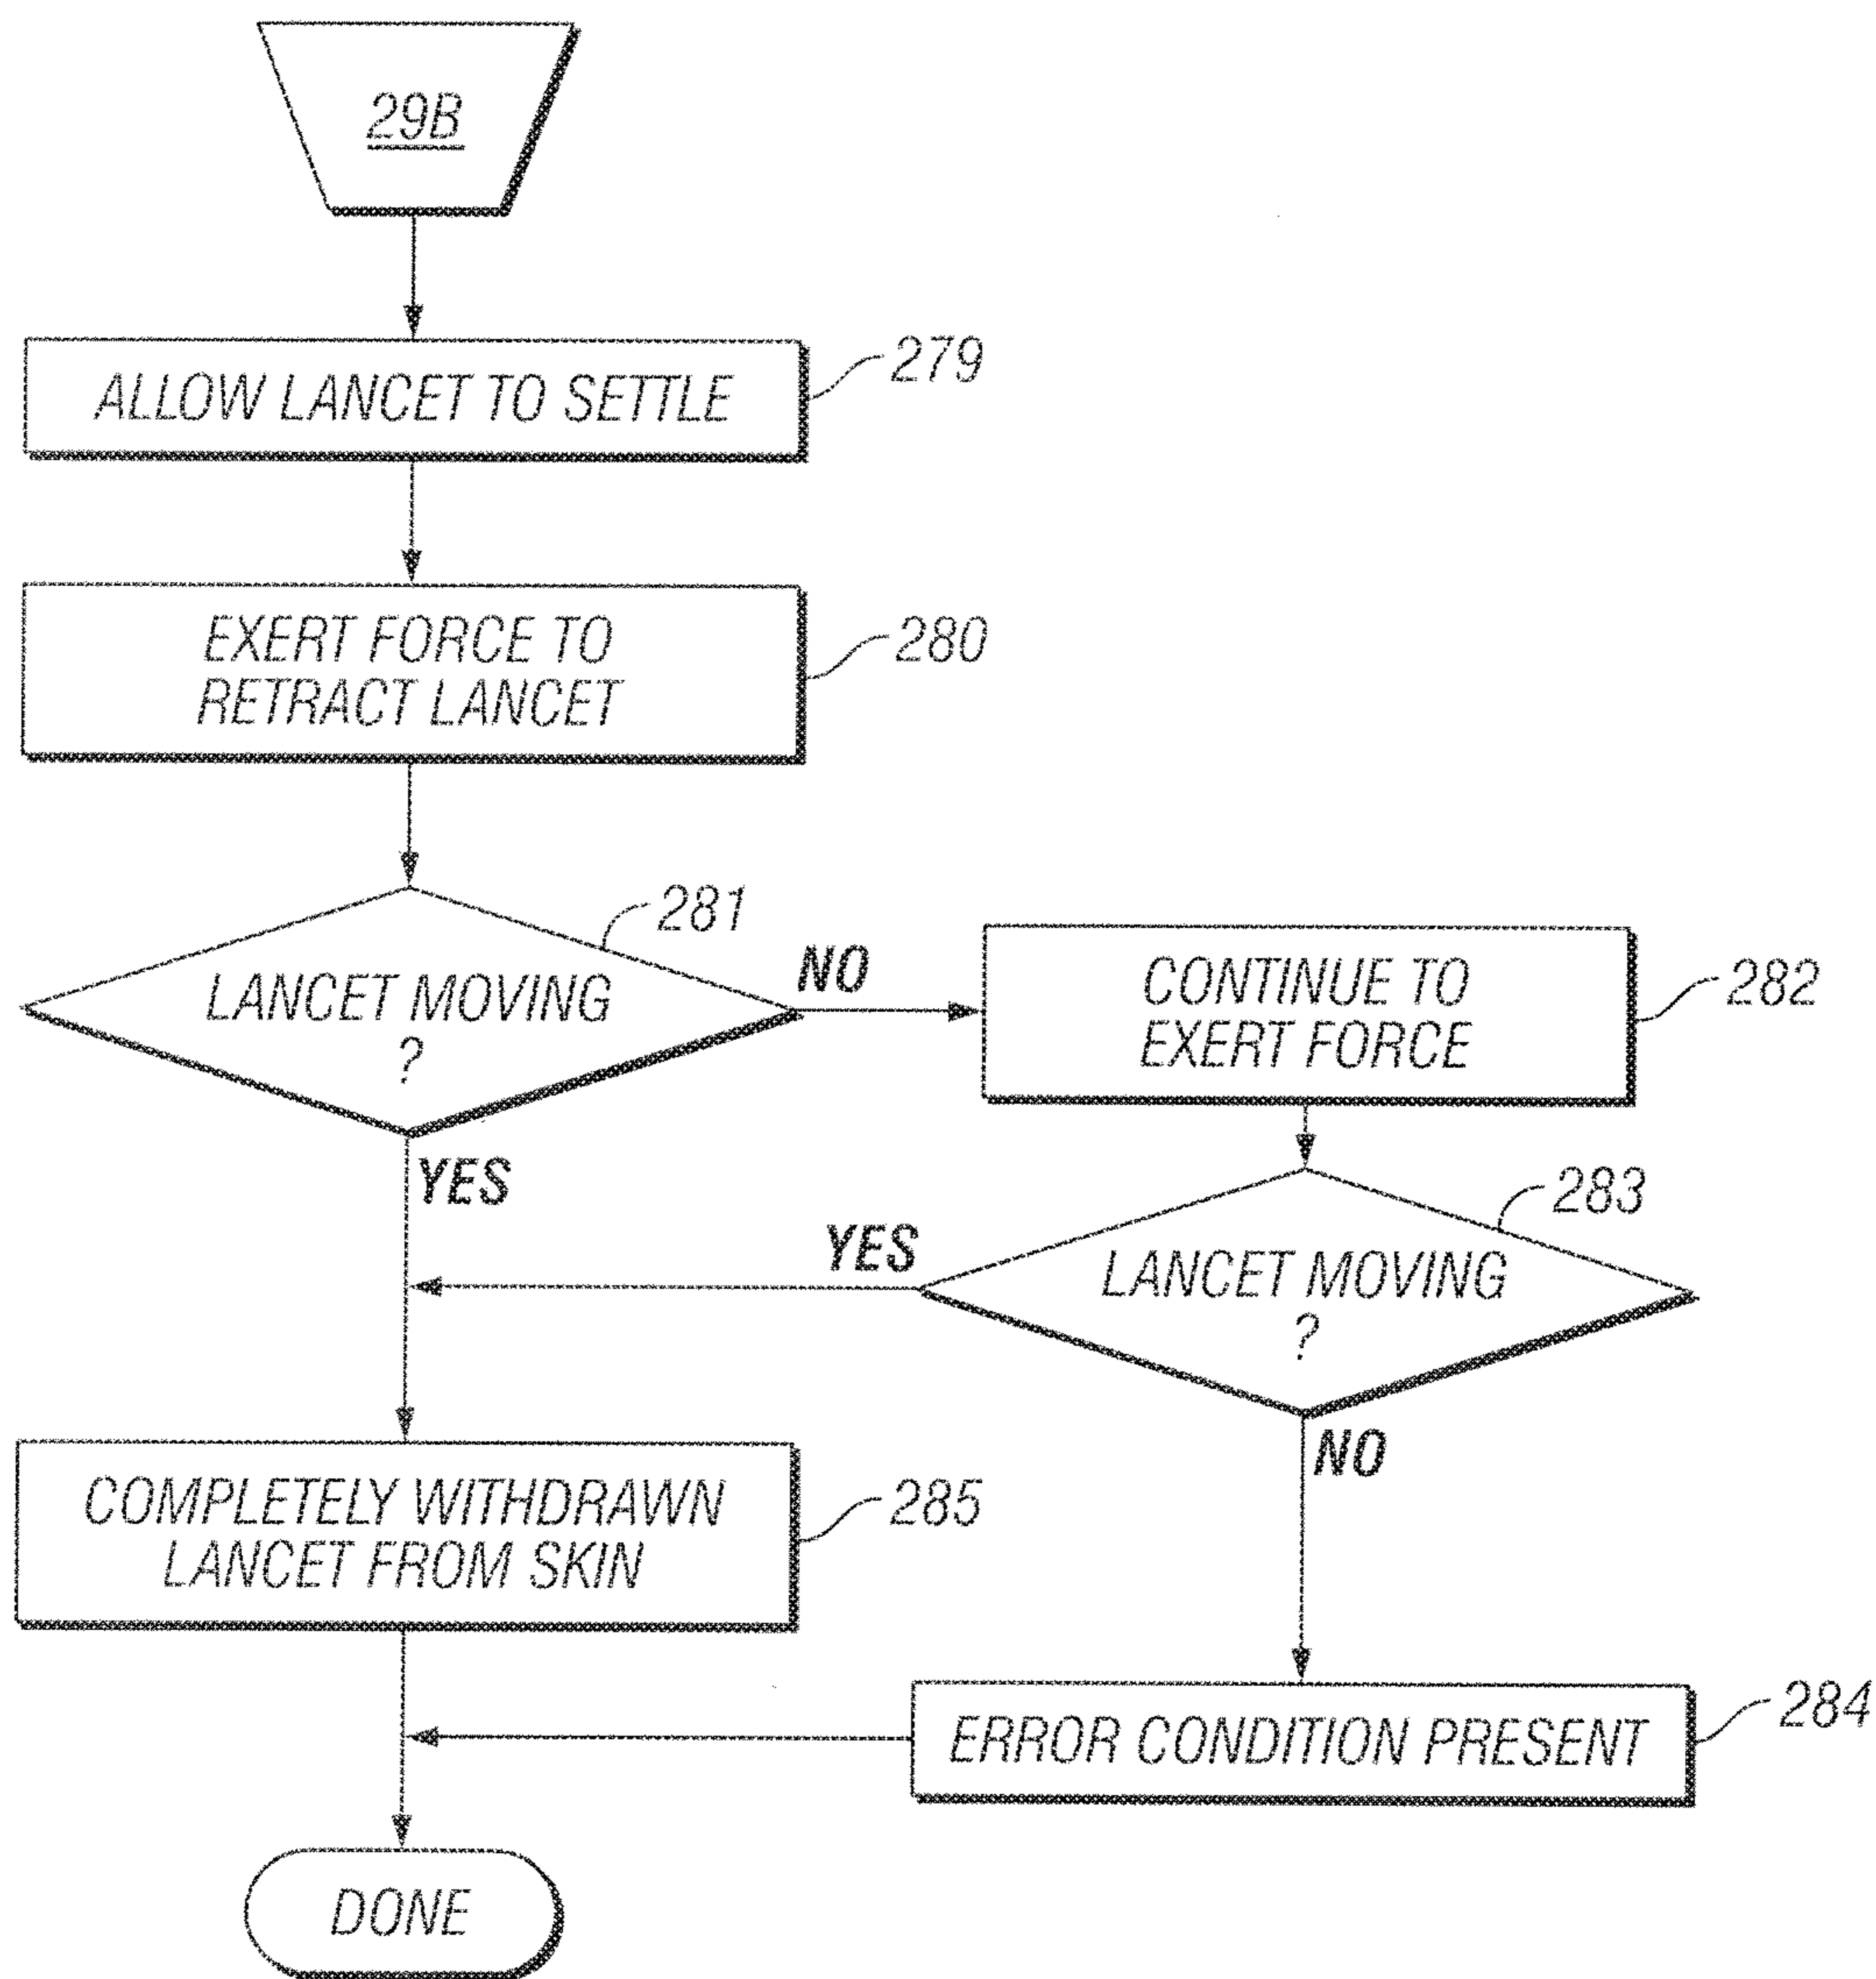 29B
ALLOW LANCET TO SETTLE
279
EXERT FORCE TO
RETRACT LANCET
280
LANCET MOVING
?
281
NO
YES
CONTINUE TO
EXERT FORCE
282
LANCET MOVING
?
283
YES
NO
COMPLETELY WITHDRAWN
LANCET FROM SKIN
285
ERROR CONDITION PRESENT
284
DONE